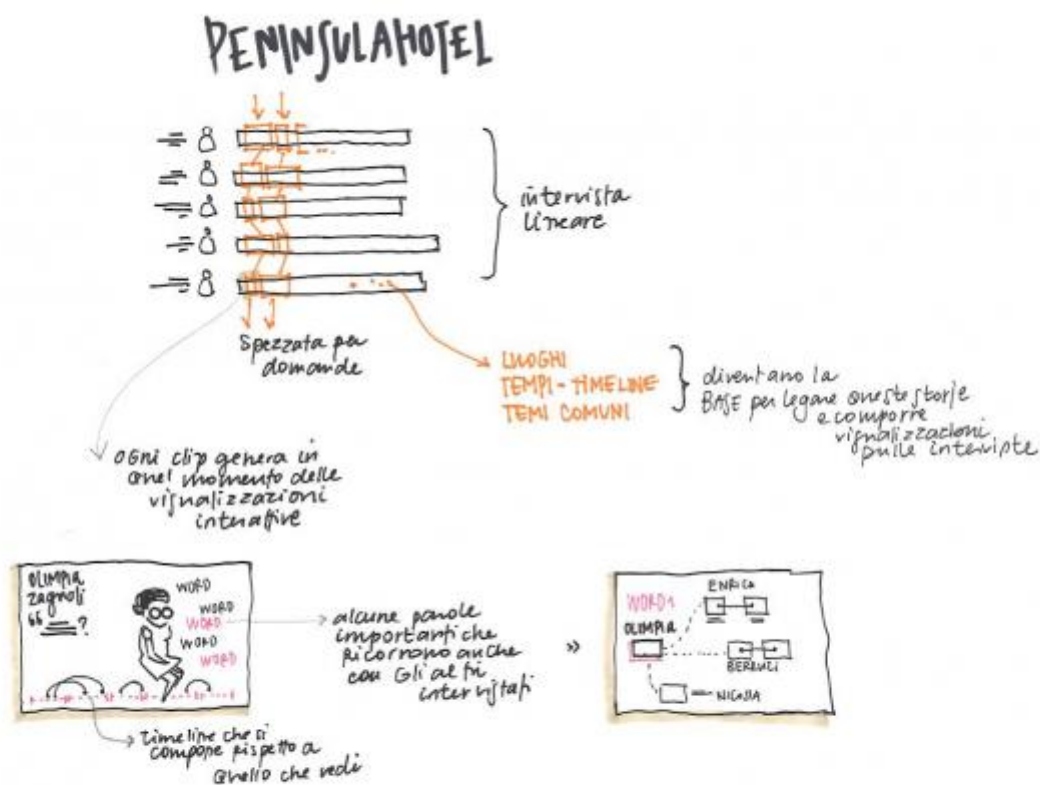 PENINSULAHOTEL
intervista
lineare
spezzata per
domande
LUOGHI
TEMPI - TIMELINE
TEMI COMUNI
diventano la
BASE per legare queste storie
e comporre
visualizzazioni
sulle interviste
OGni clip genera in
quel momento delle
visualizzazioni
interattive
OLIMPIA
Zagnoli
“ ?
WORD
WORD
WORD
WORD
WORD
alcune parole
importanti che
Ricorrono anche
con Gli altri
intervistati
»
timeline che si
compone rispetto a
quello che vedi
WORD1
OLIMPIA
ENRICA
NICOSIA